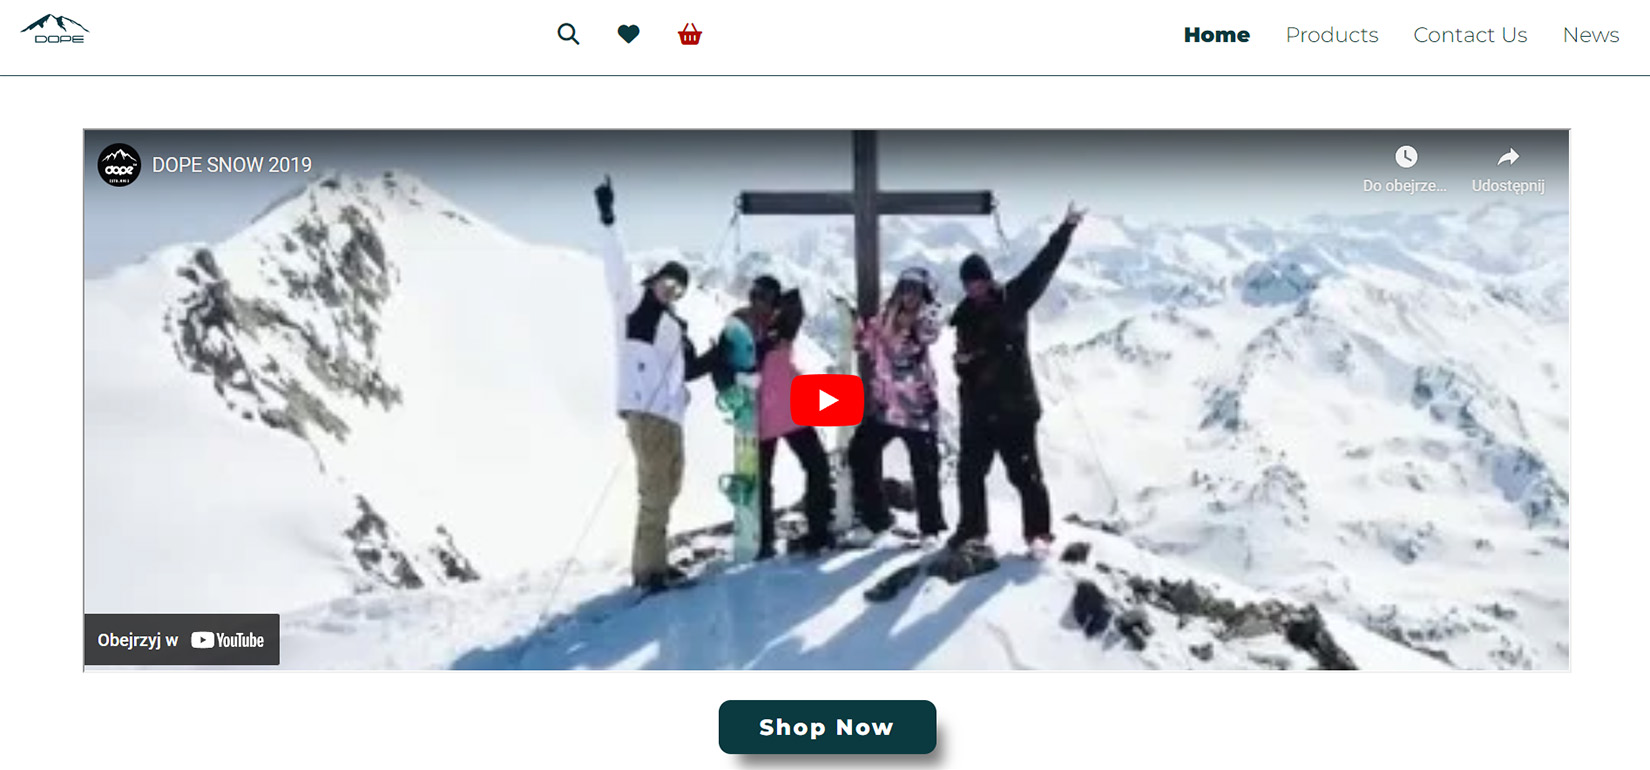 DOPE
Home Products Contact Us News
dope
DOPE SNOW 2019
Do obejrze...
Udostępnij
Obejrzyj w YouTube
Shop Now